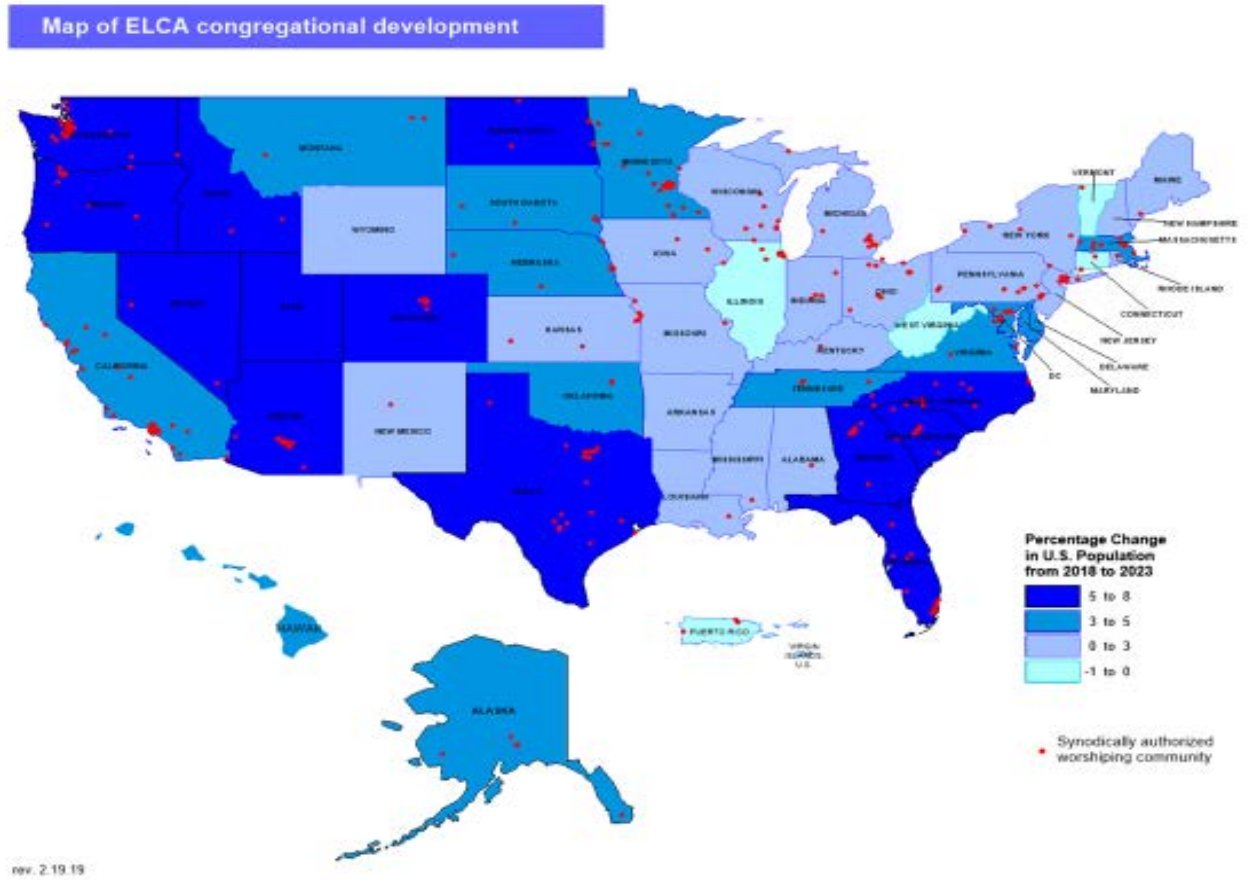 Map of ELCA congregational development
MONTANA
MINNESOTA
WISCONSIN
MICHIGAN
VERMONT
MAINE
NEW HAMPSHIRE
MASSACHUSETTS
RHODE ISLAND
CONNECTICUT
NEW JERSEY
DELAWARE
MARYLAND
DC
NEW YORK
PENNSYLVANIA
SOUTH DAKOTA
WYOMING
IOWA
NEBRASKA
ILLINOIS
INDIANA
OHIO
WEST VIRGINIA
VIRGINIA
KANSAS
MISSOURI
KENTUCKY
CALIFORNIA
OKLAHOMA
TENNESSEE
NEW MEXICO
ARKANSAS
MISSISSIPPI
ALABAMA
LOUISIANA
TEXAS
HAWAII
ALASKA
PUERTO RICO
VIRGIN
ISLANDS,
U.S.
Percentage Change
in U.S. Population
from 2018 to 2023
5 to 8
3 to 5
0 to 3
-1 to 0
Synodically authorized
worshiping community
rev. 2.19.19